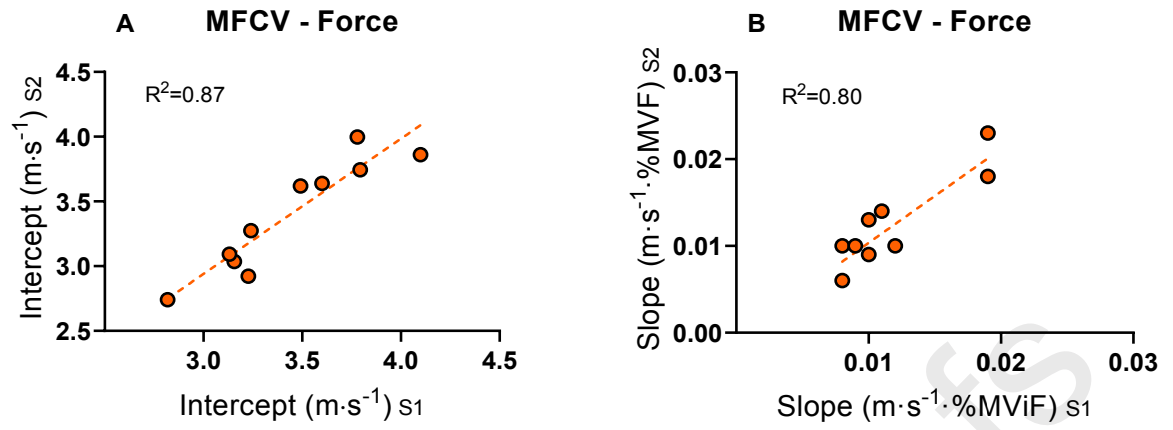 A MFCV - Force
R²=0.87
Intercept (m·s⁻¹) S2
4.5
4.0
3.5
3.0
2.5
3.0 3.5 4.0 4.5
Intercept (m·s⁻¹) S1
B MFCV - Force
R²=0.80
Slope (m·s⁻¹·%MVF) S2
0.03
0.02
0.01
0.00
0.01 0.02 0.03
Slope (m·s⁻¹·%MViF) S1
fs